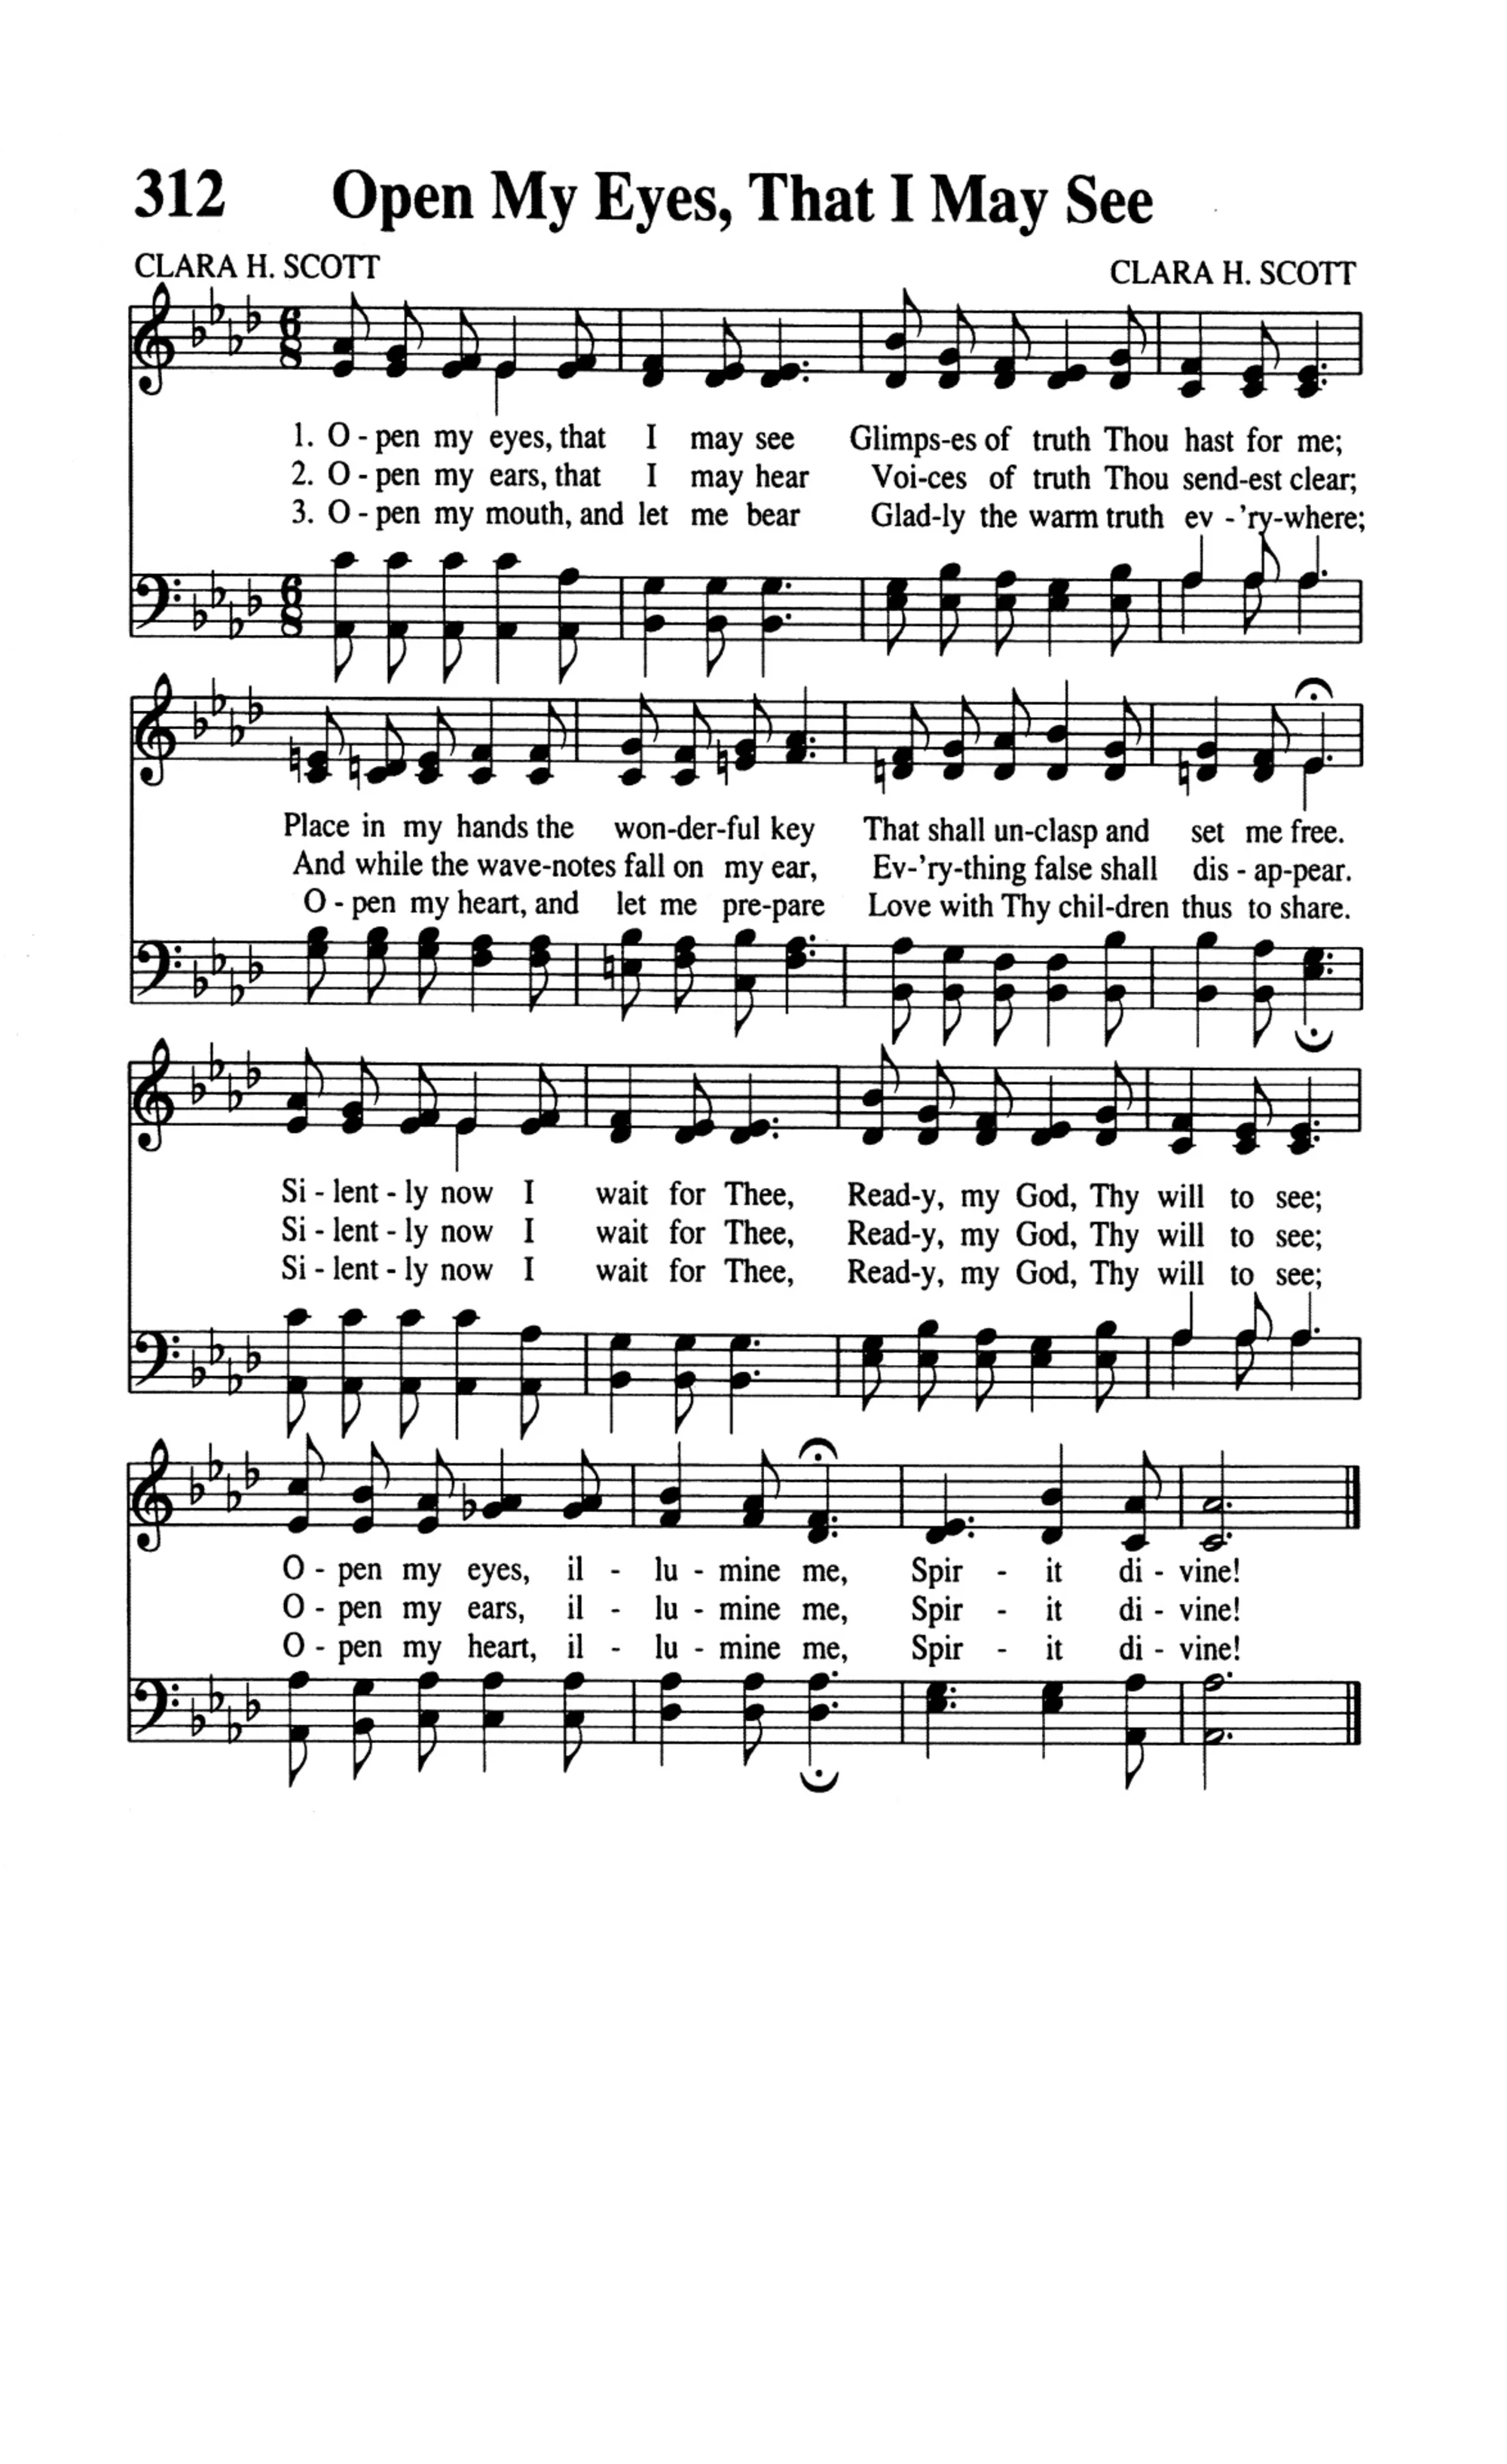 312 Open My Eyes, That I May See
CLARA H. SCOTT CLARA H. SCOTT
6 8
1. O - pen my eyes, that I may see Glimps-es of truth Thou hast for me;
2. O - pen my ears, that I may hear Voi-ces of truth Thou send-est clear;
3. O - pen my mouth, and let me bear Glad-ly the warm truth ev - 'ry-where;
6 8
Place in my hands the won-der-ful key That shall un-clasp and set me free.
And while the wave-notes fall on my ear, Ev-'ry-thing false shall dis - ap-pear.
O - pen my heart, and let me pre-pare Love with Thy chil-dren thus to share.
Si - lent - ly now I wait for Thee, Read-y, my God, Thy will to see;
Si - lent - ly now I wait for Thee, Read-y, my God, Thy will to see;
Si - lent - ly now I wait for Thee, Read-y, my God, Thy will to see;
O - pen my eyes, il - lu - mine me, Spir - it di - vine!
O - pen my ears, il - lu - mine me, Spir - it di - vine!
O - pen my heart, il - lu - mine me, Spir - it di - vine!